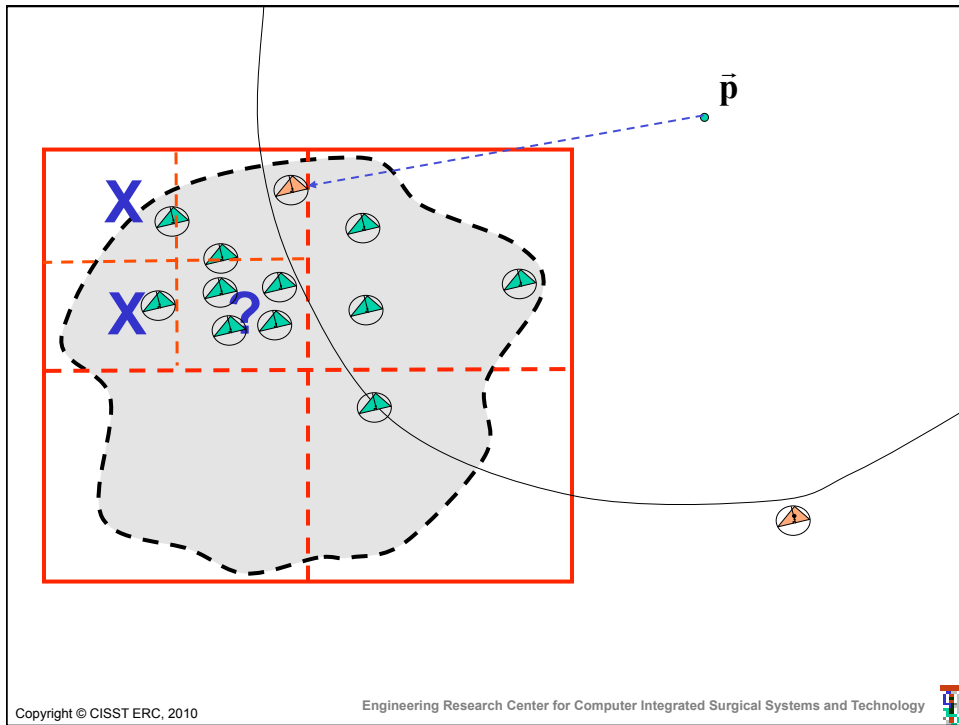 p⃗
X
X
?
Copyright © CISST ERC, 2010
Engineering Research Center for Computer Integrated Surgical Systems and Technology